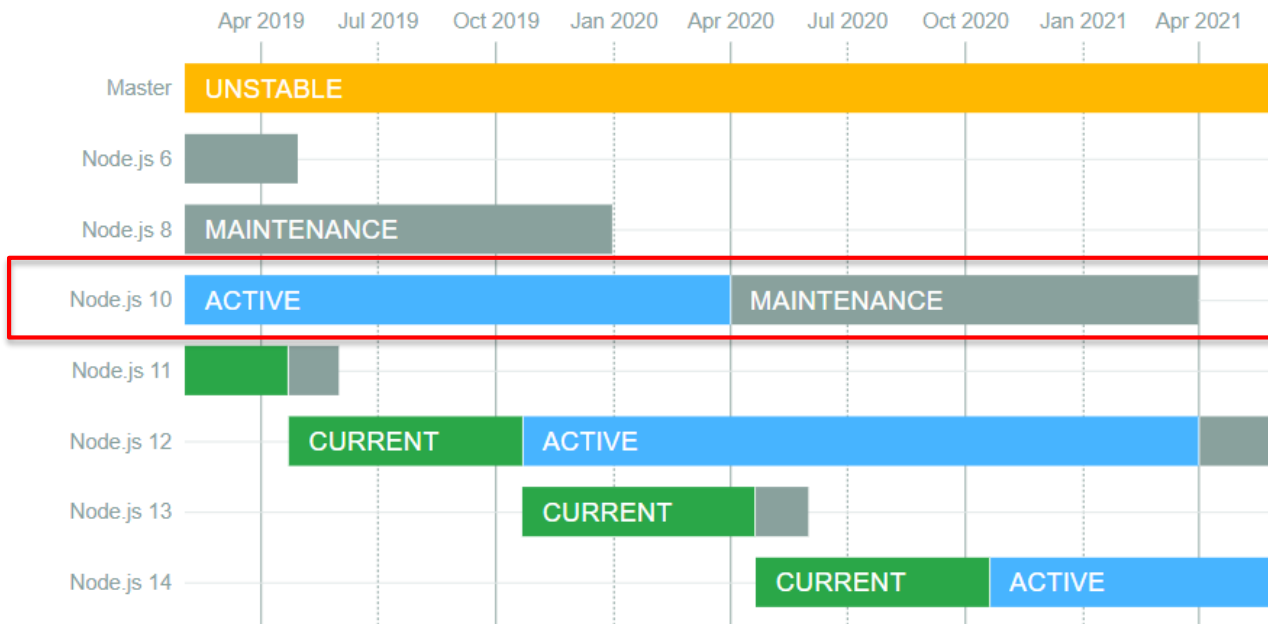 Apr 2019 Jul 2019 Oct 2019 Jan 2020 Apr 2020 Jul 2020 Oct 2020 Jan 2021 Apr 2021
Master UNSTABLE
Node.js 6
Node.js 8 MAINTENANCE
Node.js 10 ACTIVE MAINTENANCE
Node.js 11
Node.js 12 CURRENT ACTIVE
Node.js 13 CURRENT
Node.js 14 CURRENT ACTIVE